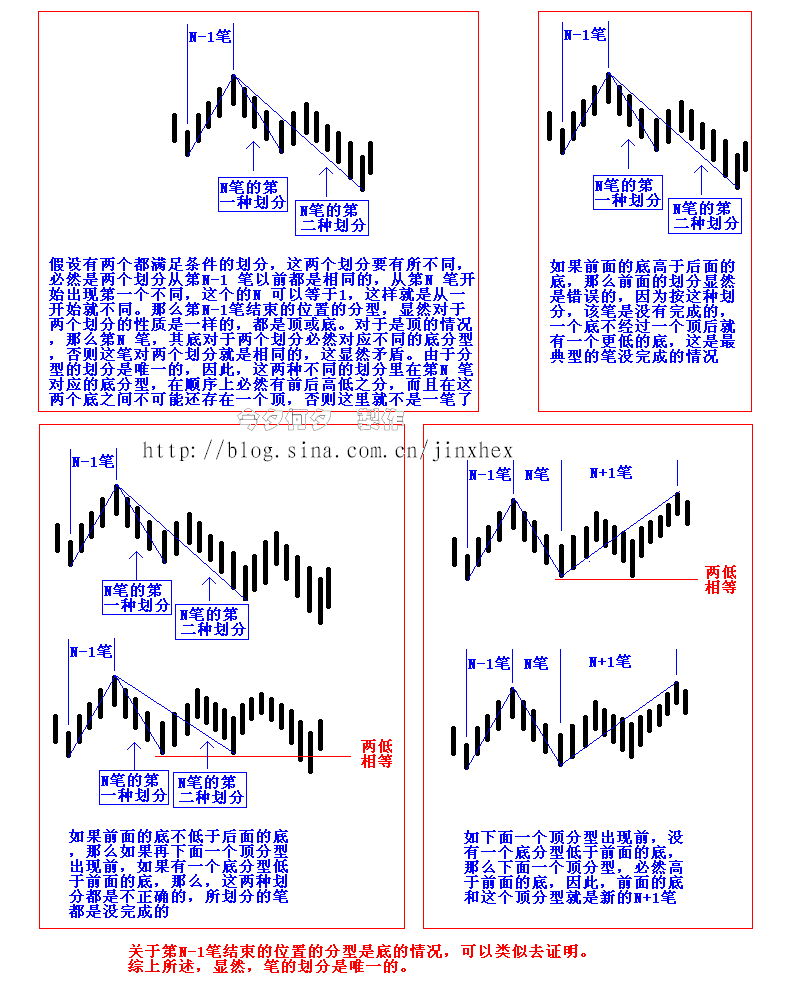 N-1笔
N笔的第
一种划分
N笔的第
二种划分
假设有两个都满足条件的划分，这两个划分要有所不同，
必然是两个划分从第N-1 笔以前都是相同的，从第N 笔开
始出现第一个不同，这个的N 可以等于1，这样就是从一
开始就不同。那么第N-1笔结束的位置的分型，显然对于
两个划分的性质是一样的，都是顶或底。对于是顶的情况
，那么第N 笔，其底对于两个划分必然对应不同的底分型
，否则这笔对两个划分就是相同的，这显然矛盾。由于分
型的划分是唯一的，因此，这两种不同的划分里在第N 笔
对应的底分型，在顺序上必然有前后高低之分，而且在这
两个底之间不可能还存在一个顶，否则这里就不是一笔了
N-1笔
N笔的第
一种划分
N笔的第
二种划分
如果前面的底高于后面的
底，那么前面的划分显然
是错误的，因为按这种划
分，该笔是没有完成的，
一个底不经过一个顶后就
有一个更低的底，这是最
典型的笔没完成的情况
http://blog.sina.com.cn/jinxhex
N-1笔
N笔的第
一种划分
N笔的第
二种划分
N-1笔
两低
相等
N笔的第
一种划分
N笔的第
二种划分
如果前面的底不低于后面的底
，那么如果再下面一个顶分型
出现前，如果有一个底分型低
于前面的底，那么，这两种划
分都是不正确的，所划分的笔
都是没完成的
N-1笔 N笔 N+1笔
两低
相等
N-1笔 N笔 N+1笔
如下面一个顶分型出现前，没
有一个底分型低于前面的底，
那么下面一个顶分型，必然高
于前面的底，因此，前面的底
和这个顶分型就是新的N+1笔
关于第N-1笔结束的位置的分型是底的情况，可以类似去证明。
综上所述，显然，笔的划分是唯一的。